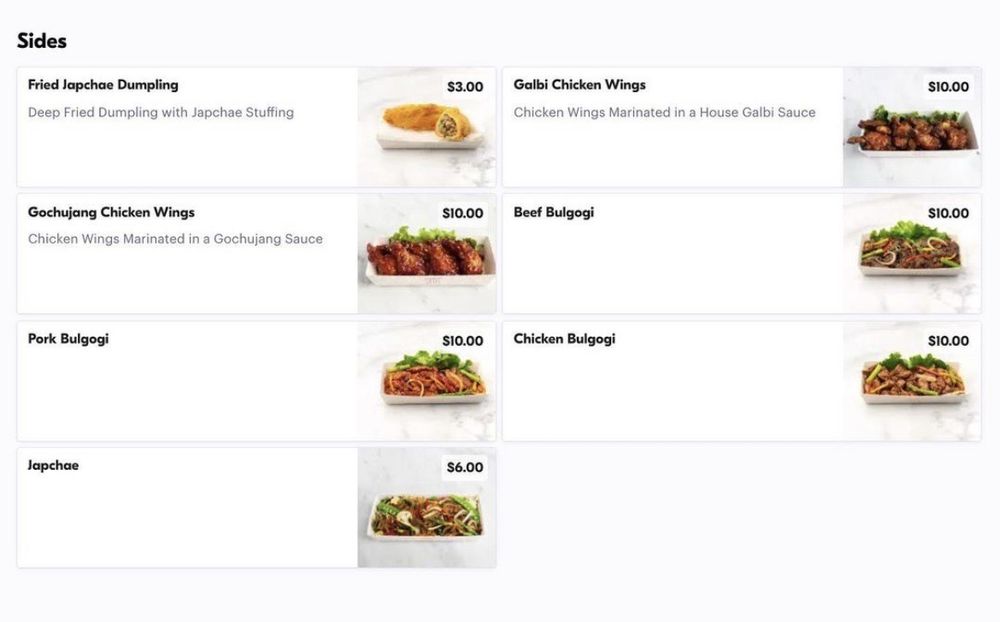 Sides
Fried Japchae Dumpling
$3.00
Deep Fried Dumpling with Japchae Stuffing
Galbi Chicken Wings
$10.00
Chicken Wings Marinated in a House Galbi Sauce
Gochujang Chicken Wings
$10.00
Chicken Wings Marinated in a Gochujang Sauce
Beef Bulgogi
$10.00
Pork Bulgogi
$10.00
Chicken Bulgogi
$10.00
Japchae
$6.00